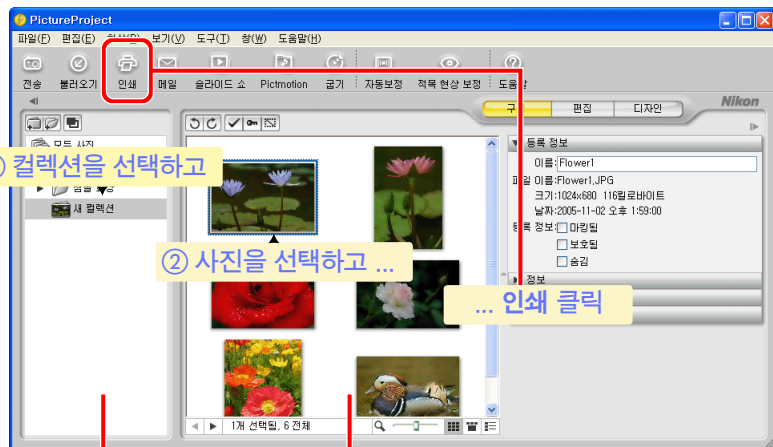 PictureProject
파일(F) 편집(E) 보기(V) 도구(T) 창(W) 도움말(H)
전송 불러오기 인쇄 메일 슬라이드 쇼 Pictmotion 굽기 자동보정 적목 현상 보정
편집 디자인 Nikon
모든 사진
등록 정보
이름: Flower1
파일 이름:Flower1.JPG
크기:1024x680 116킬로바이트
날짜:2005-11-02 오후 1:59:00
등록 정보: 마킹됨
보호됨
숨김
정보
컬렉션을 선택하고
새 컬렉션
② 사진을 선택하고 ...
... 인쇄 클릭
1개 선택됨, 6 전체